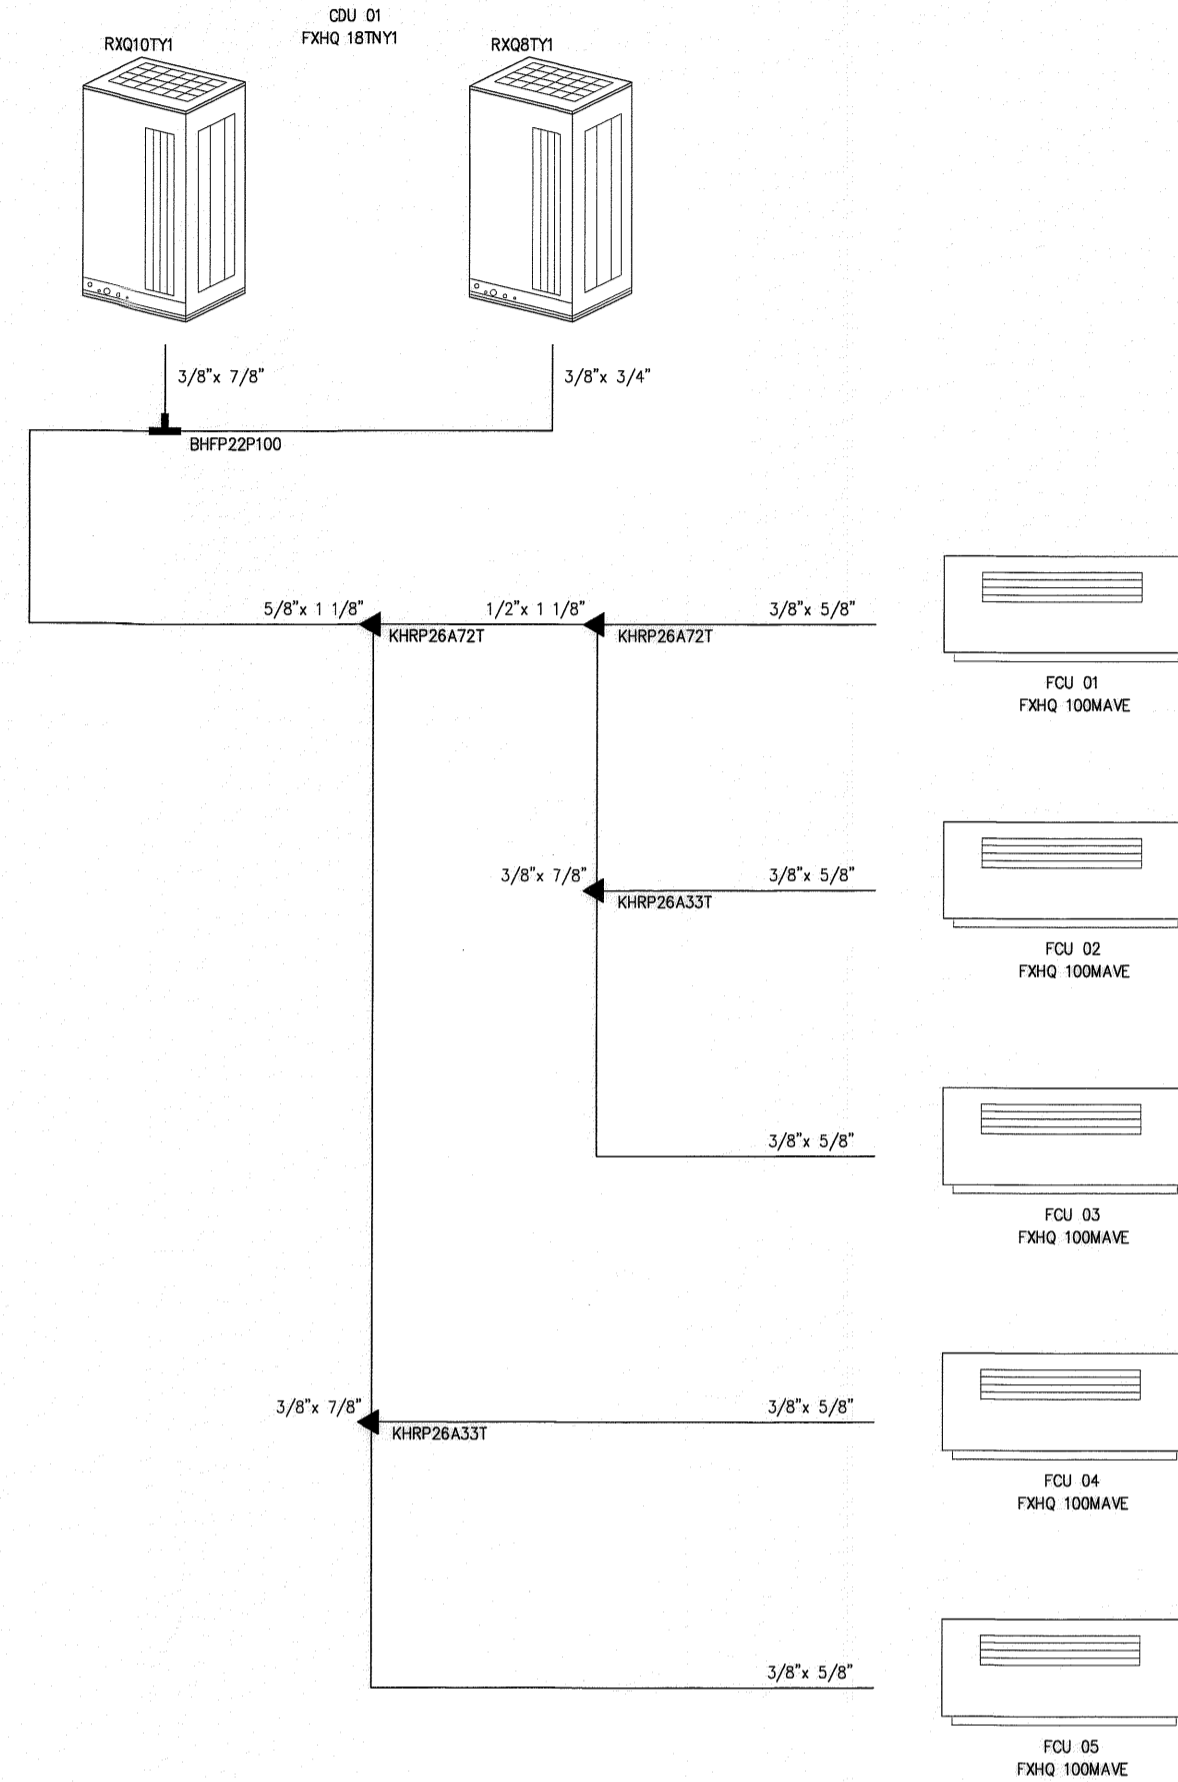 CDU 01
FXHQ 18TNY1
RXQ10TY1
RXQ8TY1
3/8"x 7/8"
3/8"x 3/4"
BHFP22P100
5/8"x 1 1/8"
1/2"x 1 1/8"
3/8"x 5/8"
KHRP26A72T
KHRP26A72T
FCU 01
FXHQ 100MAVE
3/8"x 7/8"
3/8"x 5/8"
KHRP26A33T
FCU 02
FXHQ 100MAVE
3/8"x 5/8"
FCU 03
FXHQ 100MAVE
3/8"x 7/8"
3/8"x 5/8"
KHRP26A33T
FCU 04
FXHQ 100MAVE
3/8"x 5/8"
FCU 05
FXHQ 100MAVE